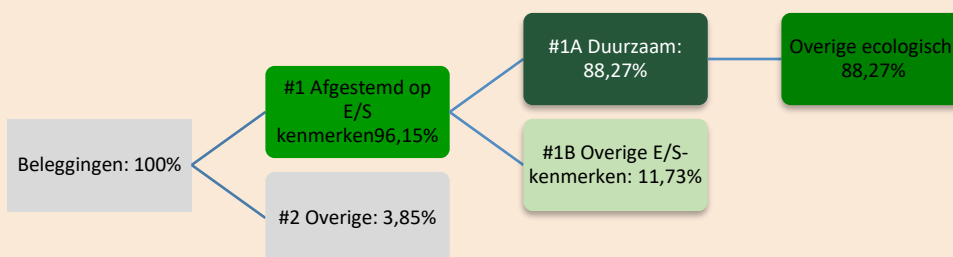 Beleggingen: 100%
#1 Afgestemd op
E/S
kenmerken96,15%
#2 Overige: 3,85%
#1A Duurzaam:
88,27%
#1B Overige E/S-
kenmerken: 11,73%
Overige ecologisch
88,27%